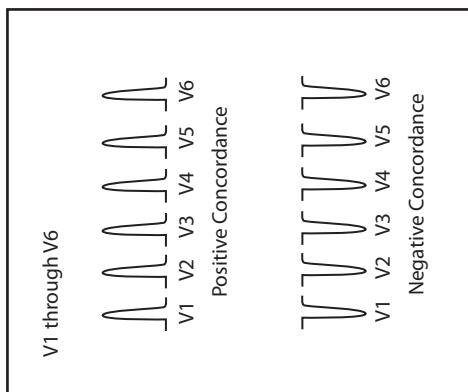 V1 through V6
V1 V2 V3 V4 V5 V6
Positive Concordance
V1 V2 V3 V4 V5 V6
Negative Concordance